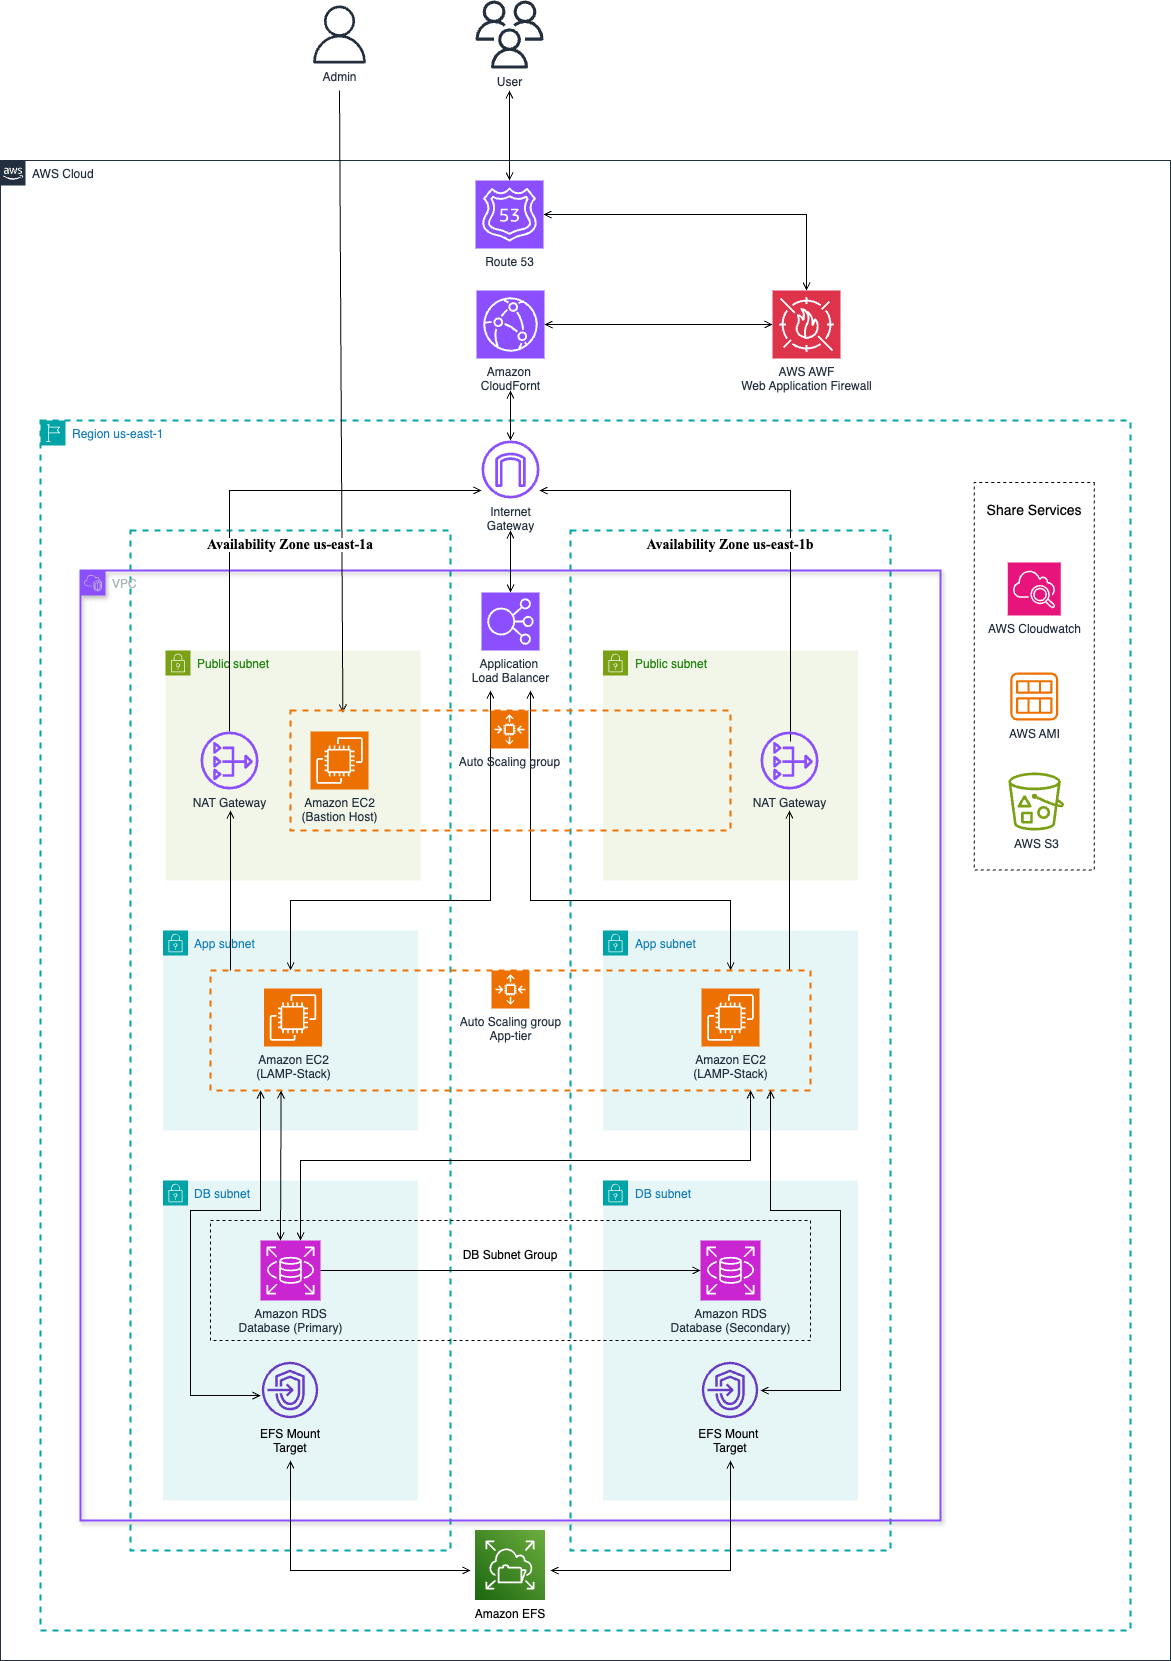 Admin
User
aws
AWS Cloud
53
Route 53
Amazon
CloudFornt
AWS AWF
Web Application Firewall
Region us-east-1
Internet
Gateway
Share Services
Availability Zone us-east-1a
Availability Zone us-east-1b
VPC
AWS Cloudwatch
Public subnet
Application
Load Balancer
Public subnet
AWS AMI
Auto Scaling group
NAT Gateway
Amazon EC2
(Bastion Host)
NAT Gateway
AWS S3
App subnet
App subnet
Auto Scaling group
App-tier
Amazon EC2
(LAMP-Stack)
Amazon EC2
(LAMP-Stack)
DB subnet
DB subnet
DB Subnet Group
Amazon RDS
Database (Primary)
Amazon RDS
Database (Secondary)
EFS Mount
Target
EFS Mount
Target
Amazon EFS